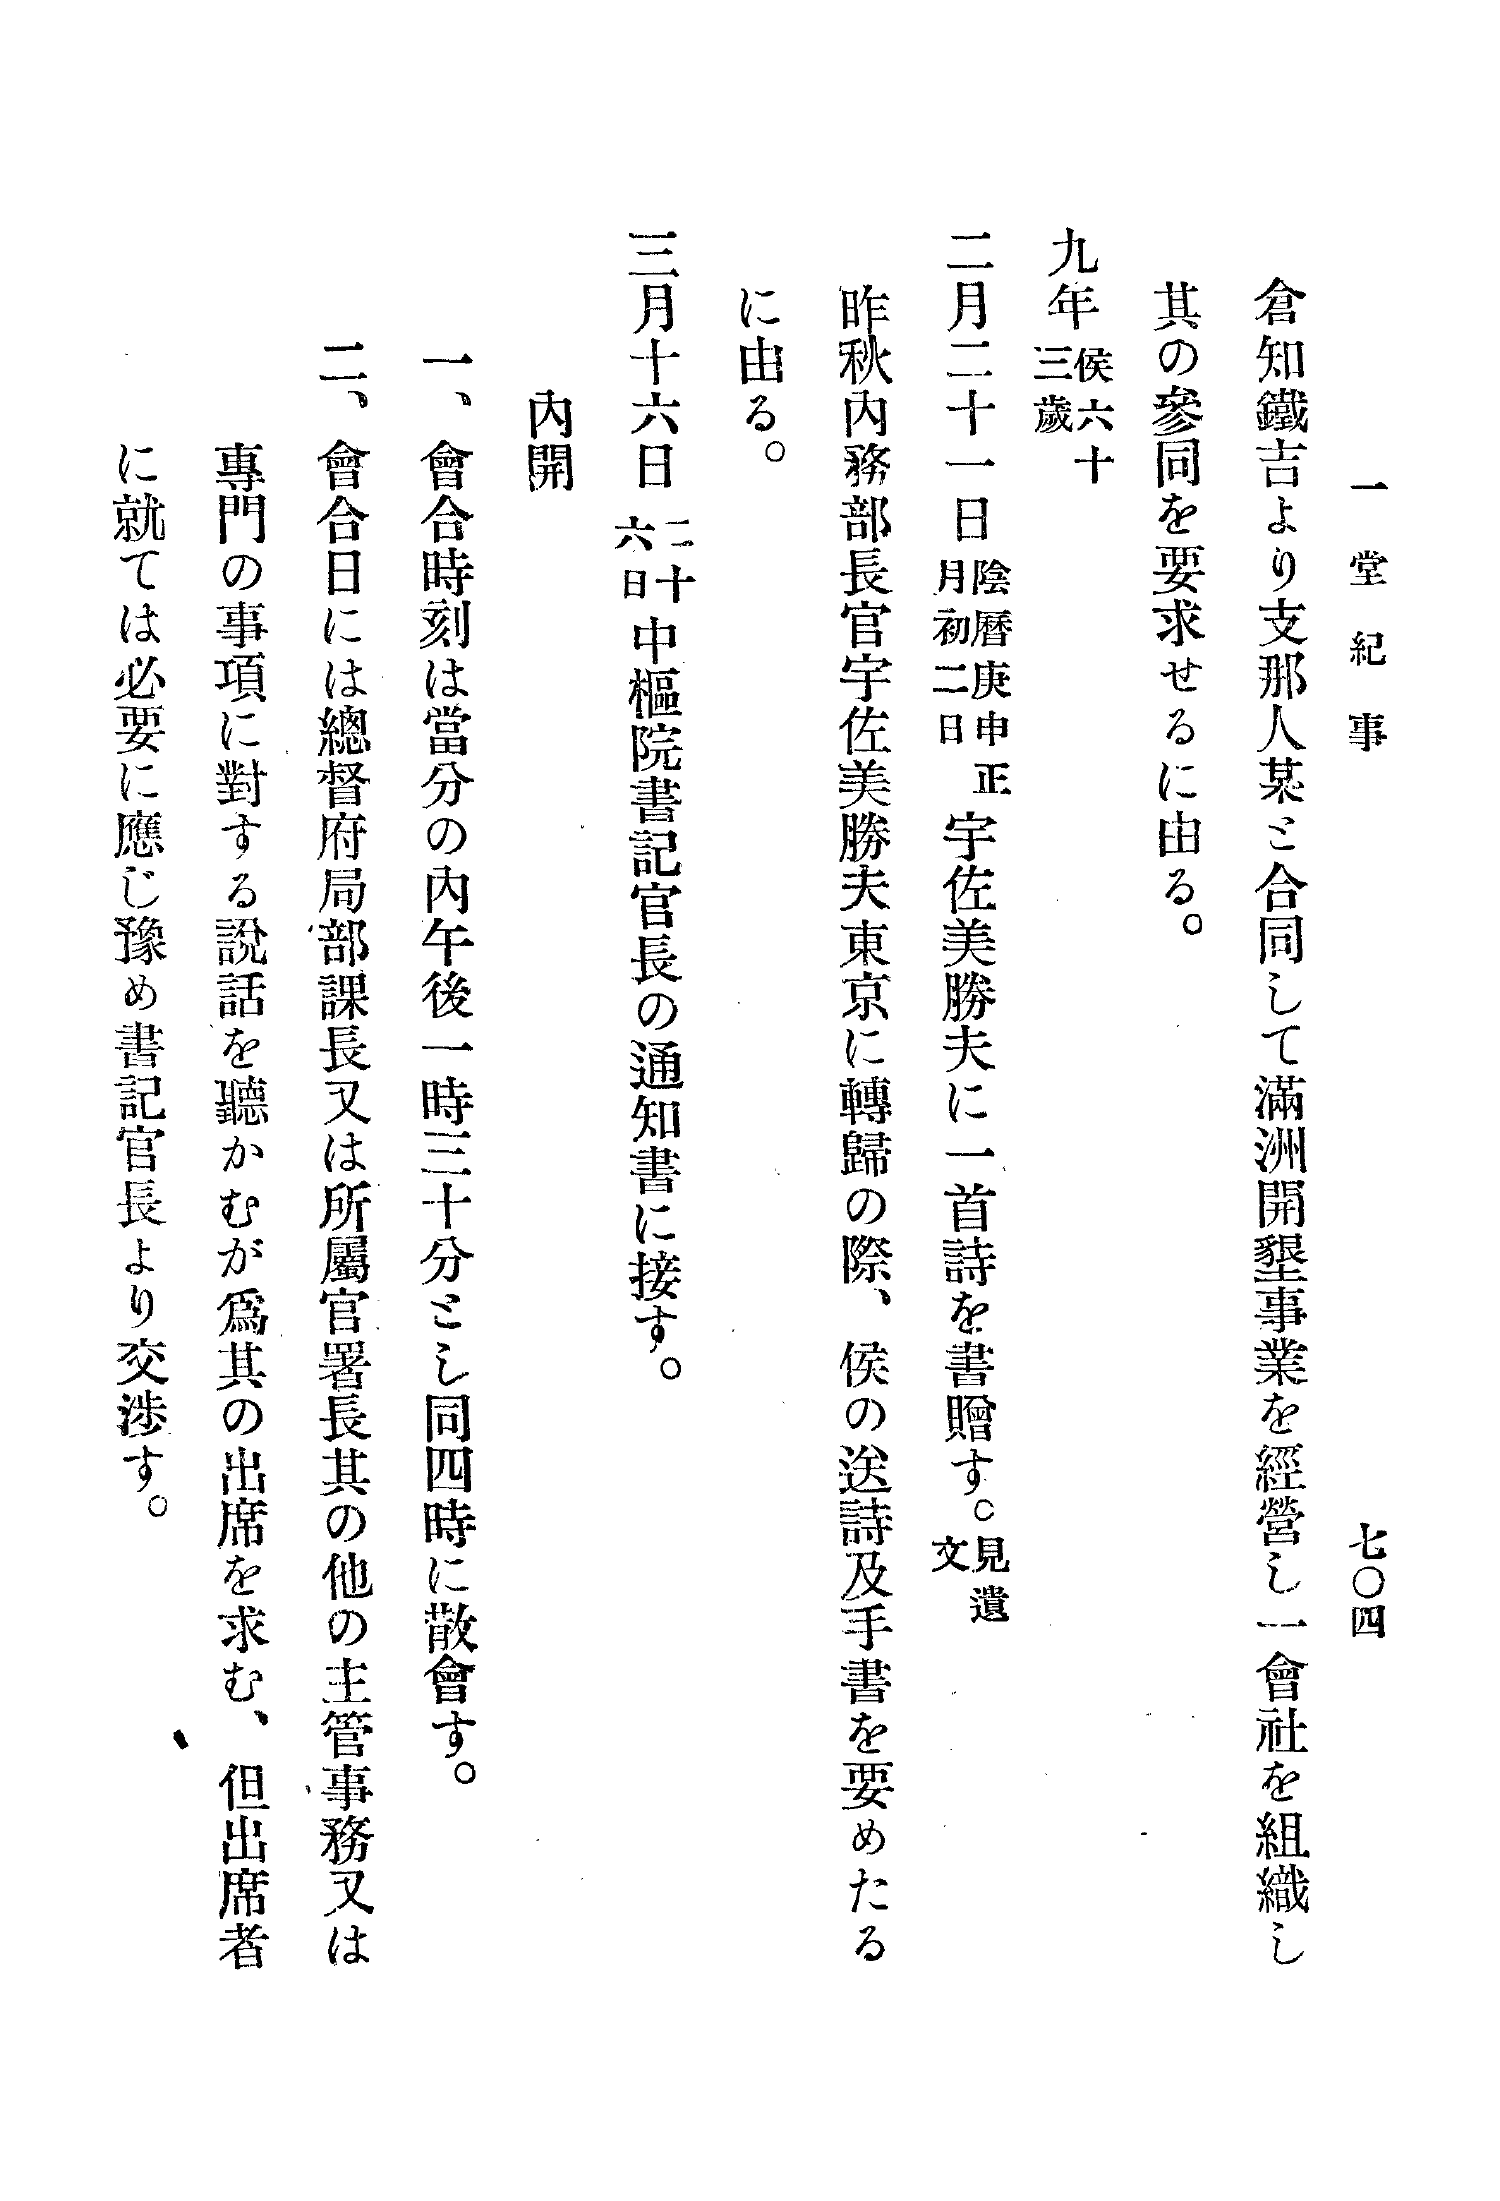 一堂紀事
七〇四
倉知鐵吉より支那人某と合同して滿洲開墾事業を經營し一會社を組織し
其の參同を要求せるに由る。
九年 侯六十三歲
二月二十一日 陰曆庚申正月初二日 宇佐美勝夫に一首詩を書贈す。見遺文
昨秋內務部長官宇佐美勝夫東京に轉歸の際、侯の送詩及手書を要めたる
に由る。
三月十六日 二十六日 中樞院書記官長の通知書に接す。
內開
一、會合時刻は當分の內午後一時三十分とし同四時に散會す。
二、會合日には總督府局部課長又は所屬官署長其の他の主管事務又は
專門の事項に對する說話を聽かむが爲其の出席を求む、但出席者
に就ては必要に應じ豫め書記官長より交涉す。